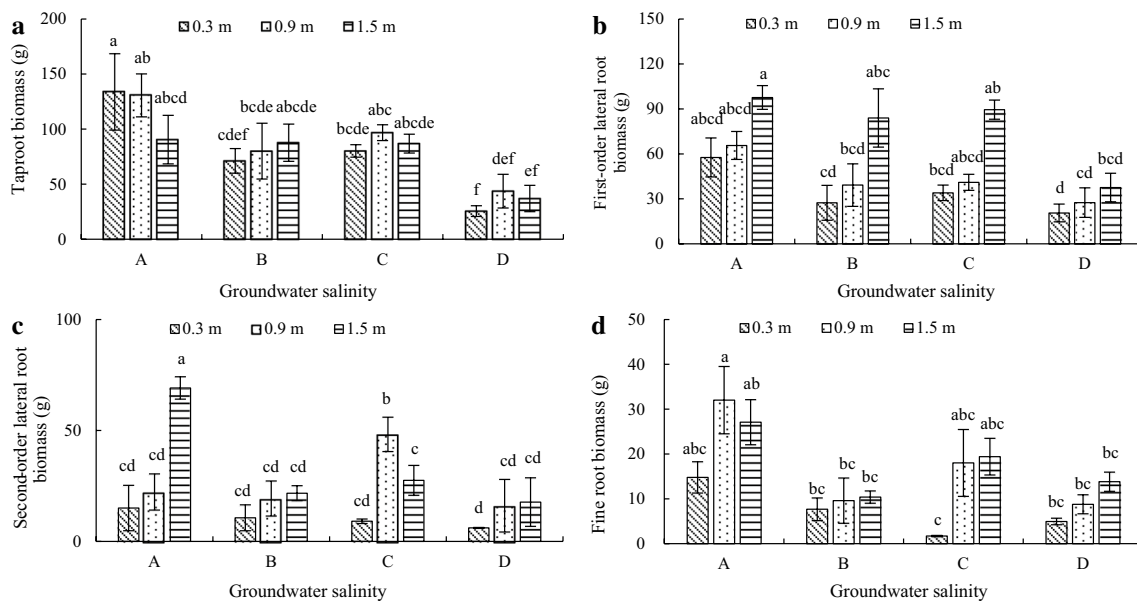 a
0.3 m 0.9 m 1.5 m
Taproot biomass (g)
200
150
100
50
0
a ab abcd
cdef bcde abcde
bcde abc abcde
f def ef
A B C D
Groundwater salinity
b
0.3 m 0.9 m 1.5 m
First-order lateral root
biomass (g)
150
120
90
60
30
0
abcd abcd a
cd bcd abc
bcd abcd ab
d cd bcd
A B C D
Groundwater salinity
c
0.3 m 0.9 m 1.5 m
Second-order lateral root
biomass (g)
100
50
0
cd cd a
cd cd cd
cd b c
d cd cd
A B C D
Groundwater salinity
d
0.3 m 0.9 m 1.5 m
Fine root biomass (g)
50
40
30
20
10
0
abc a ab
bc bc bc
c abc abc
bc bc abc
A B C D
Groundwater salinity